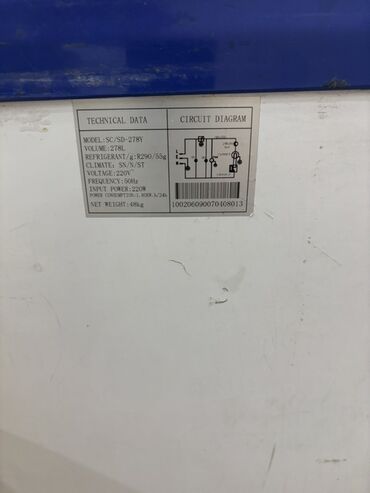 TECHNICAL DATA
MODEL:SC/SD-278Y
VOLUME:278L
REFRIGERANT/g:R290/55g
CLIMATE: SN/N/ST
VOLTAGE:220V~
FREQUENCY:50Hz
INPUT POWER:220W
NET WEIGHT:48kg
CIRCUIT DIAGRAM
L
N
100206090070408013